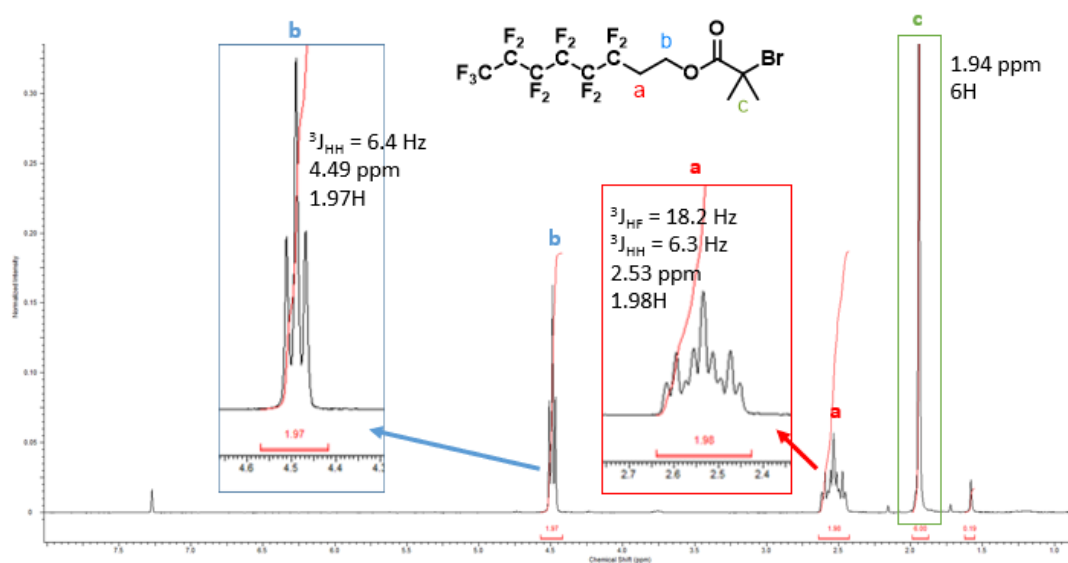 b
³J_HH = 6.4 Hz
4.49 ppm
1.97H
1.97
4.6 4.5 4.4 4.3
F₂ F₂ F₂ b O Br
F₃C C C C C C O
F₂ F₂ a c
a
³J_HF = 18.2 Hz
³J_HH = 6.3 Hz
2.53 ppm
1.98H
1.98
2.7 2.6 2.5 2.4
c
1.94 ppm
6H
b
a
Normalized Intensity
0.30
0.25
0.20
0.15
0.10
0.05
0
1.97 1.90 6.00 0.19
7.5 7.0 6.5 6.0 5.5 5.0 4.5 4.0 3.5 3.0 2.5 2.0 1.5 1.0
Chemical Shift (ppm)